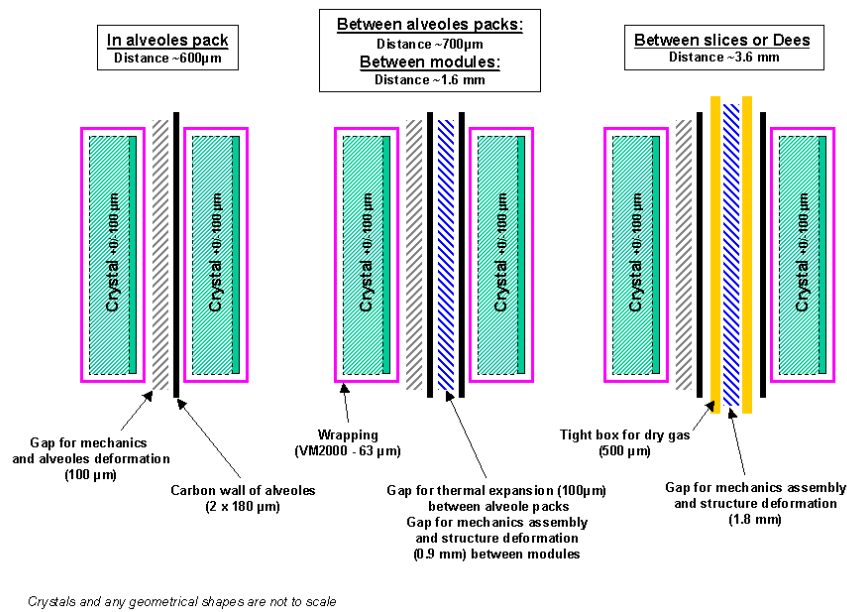 In alveoles pack
Distance ~600µm
Between alveoles packs:
Distance ~700µm
Between modules:
Distance ~1.6 mm
Between slices or Dees
Distance ~3.6 mm
Crystal +0/-100 µm
Crystal +0/-100 µm
Crystal +0/-100 µm
Crystal +0/-100 µm
Crystal +0/-100 µm
Crystal +0/-100 µm
Gap for mechanics
and alveoles deformation
(100 µm)
Carbon wall of alveoles
(2 x 180 µm)
Wrapping
(VM2000 - 63 µm)
Gap for thermal expansion (100µm)
between alveole packs
Gap for mechanics assembly
and structure deformation
(0.9 mm) between modules
Tight box for dry gas
(500 µm)
Gap for mechanics assembly
and structure deformation
(1.8 mm)
Crystals and any geometrical shapes are not to scale